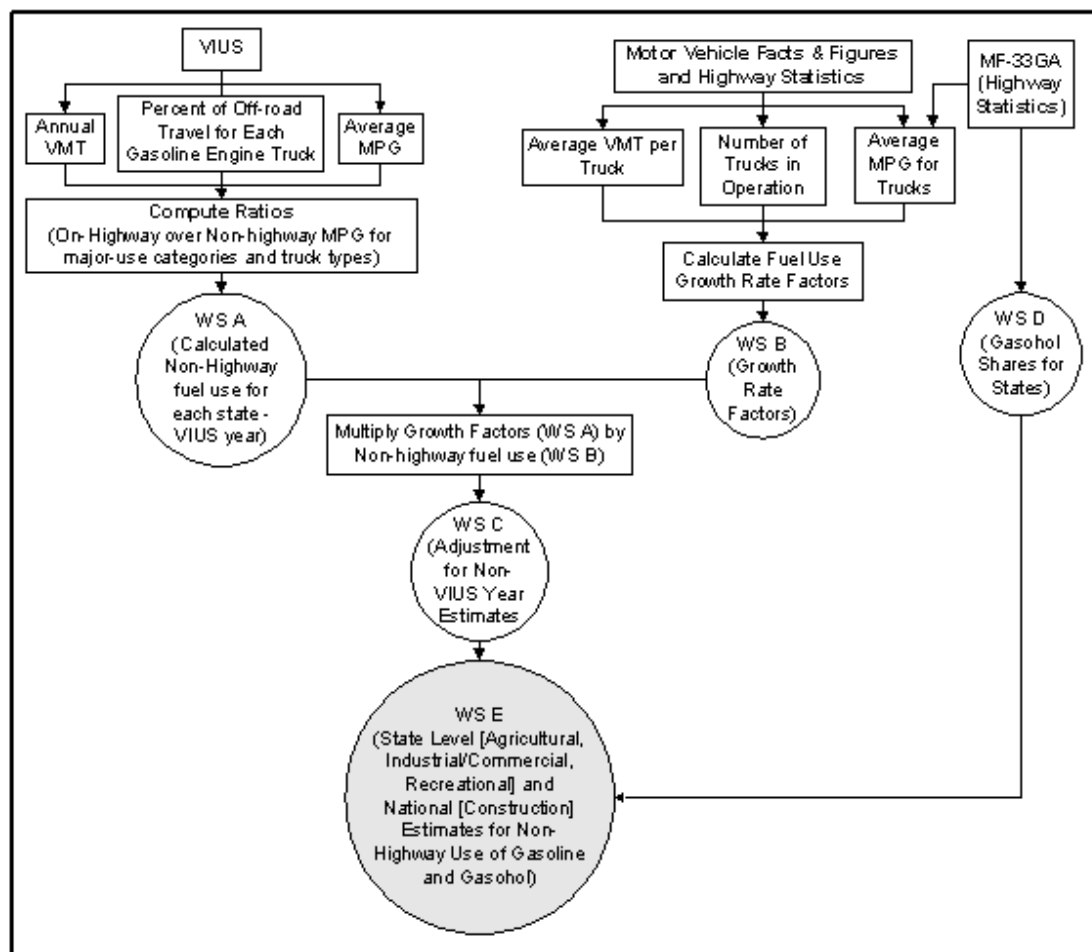 VIUS
Annual
VMT
Percent of Off-road
Travel for Each
Gasoline Engine Truck
Average
MPG
Compute Ratios
(On-Highway over Non-highway MPG for
major-use categories and truck types)
WS A
(Calculated
Non-Highway
fuel use for
each state -
VIUS year)
Motor Vehicle Facts & Figures
and Highway Statistics
Average VMT per
Truck
Number of
Trucks in
Operation
Average
MPG for
Trucks
Calculate Fuel Use
Growth Rate Factors
WS B
(Growth
Rate
Factors)
MF-33GA
(Highway
Statistics)
WS D
(Gasohol
Shares for
States)
Multiply Growth Factors (WS A) by
Non-highway fuel use (WS B)
WS C
(Adjustment
for Non-
VIUS Year
Estimates
WS E
(State Level [Agricultural,
Industrial/Commercial,
Recreational] and
National [Construction]
Estimates for Non-
Highway Use of Gasoline
and Gasohol)